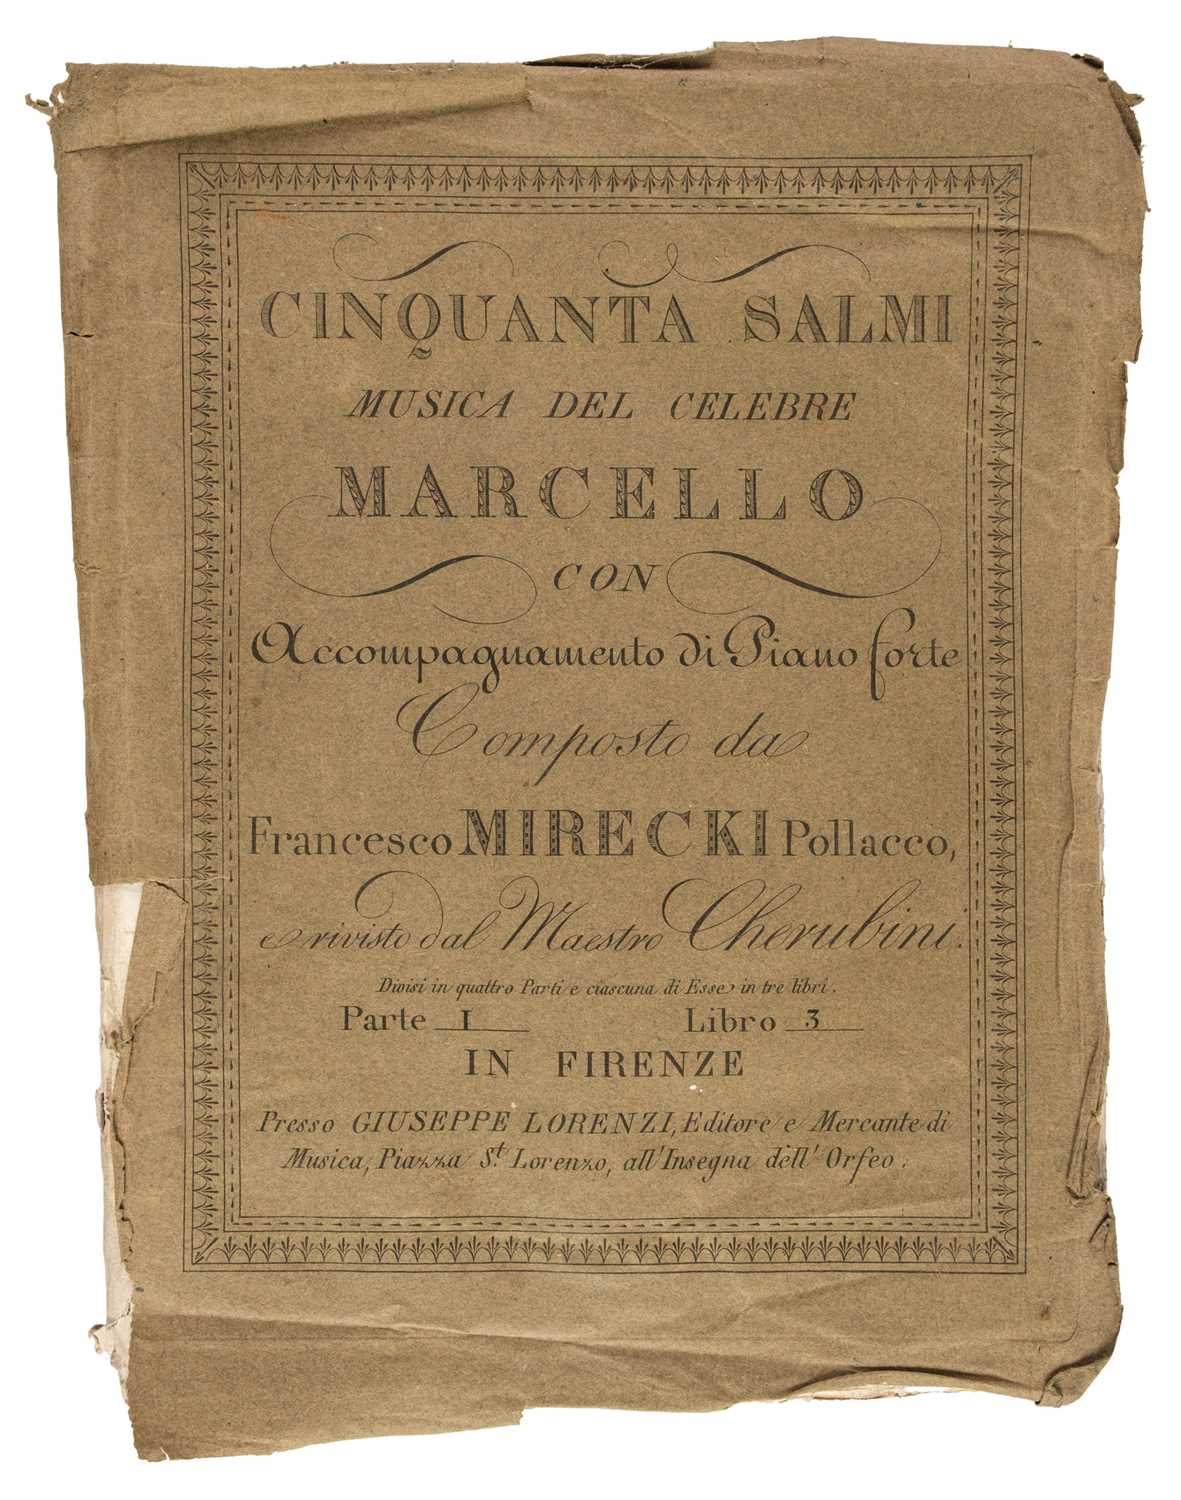 CINQUANTA SALMI
MUSICA DEL CELEBRE
MARCELLO
CON
Accompagnamento di Piano forte
Composto da
Francesco MIRECKI Pollacco,
e rivisto dal Maestro Cherubini.
Divisi in quattro Parti e ciascuna di Esse in tre libri.
Parte I Libro 3
IN FIRENZE
Presso GIUSEPPE LORENZI, Editore e Mercante di
Musica, Piazza S.t Lorenzo, all'Insegna dell'Orfeo.